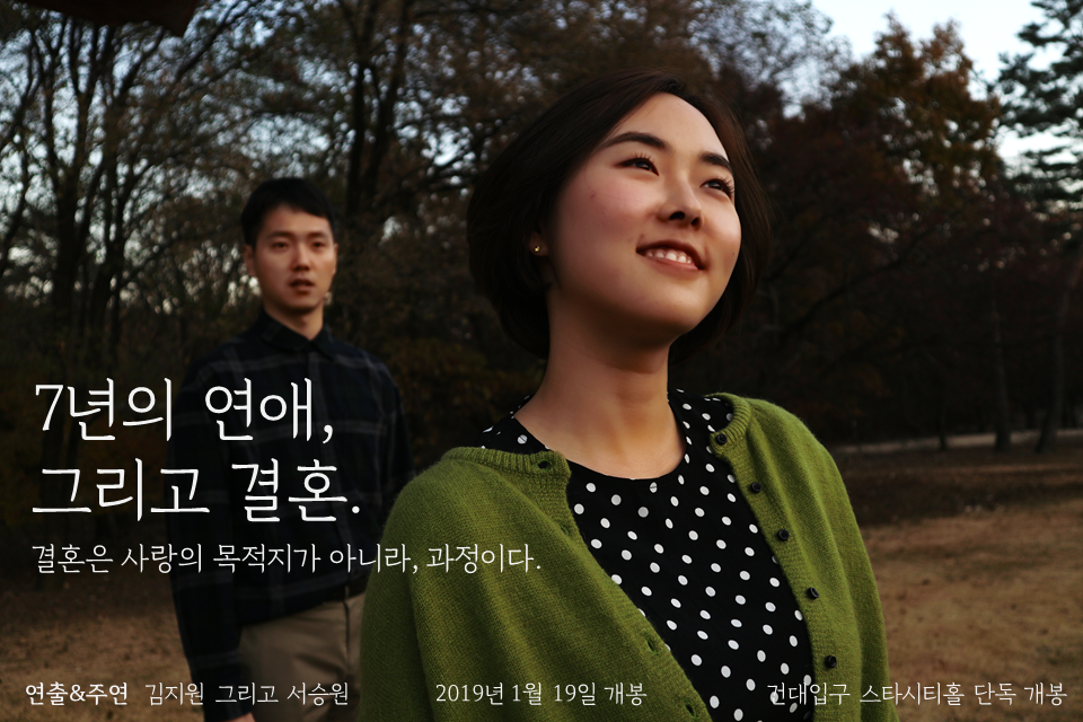 7년의 연애,
그리고 결혼.
결혼은 사랑의 목적지가 아니라, 과정이다.
연출&주연 김지원 그리고 서승원
2019년 1월 19일 개봉
건대입구 스타시티홀 단독 개봉